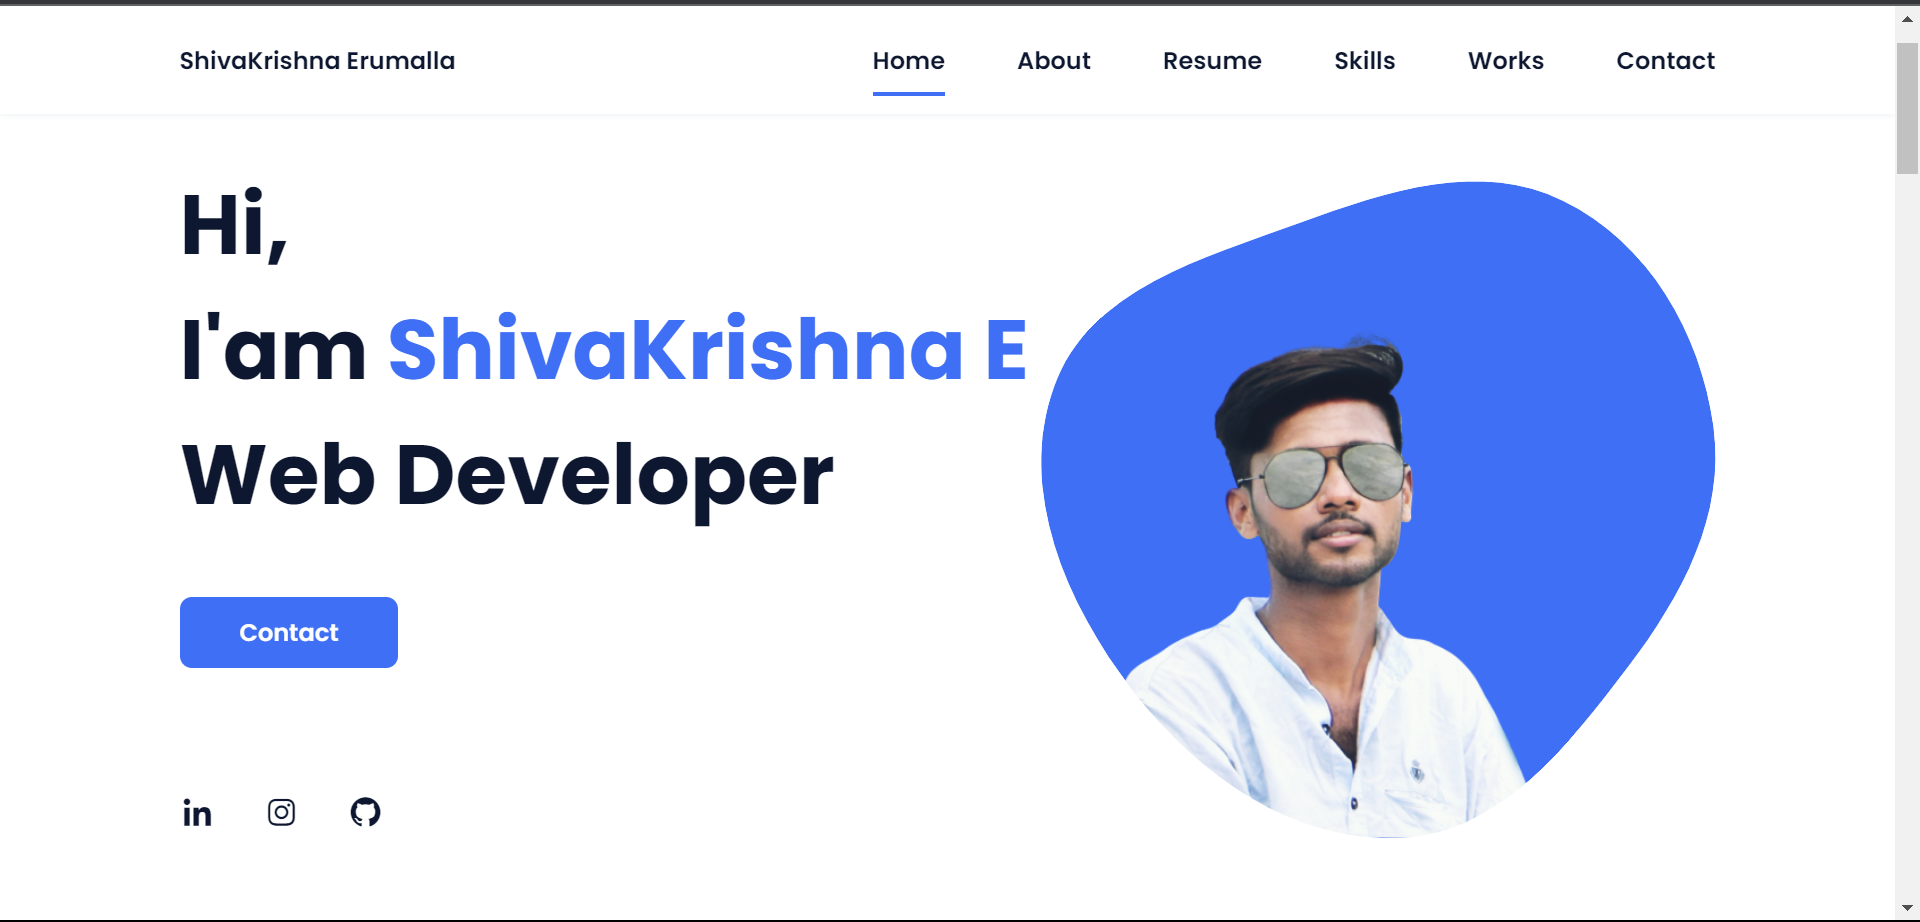 ShivaKrishna Erumalla
Home About Resume Skills Works Contact
Hi,
I'am ShivaKrishna E
Web Developer
Contact
in